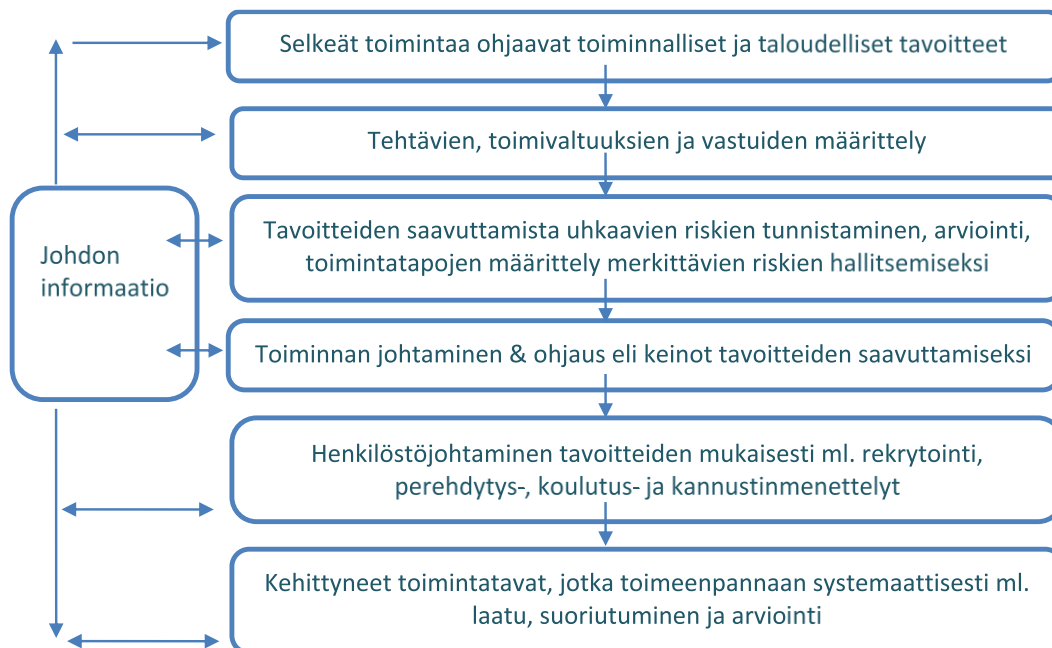 Selkeät toimintaa ohjaavat toiminnalliset ja taloudelliset tavoitteet
Tehtävien, toimivaltuuksien ja vastuiden määrittely
Johdon
informaatio
Tavoitteiden saavuttamista uhkaavien riskien tunnistaminen, arviointi,
toimintatapojen määrittely merkittävien riskien hallitsemiseksi
Toiminnan johtaminen & ohjaus eli keinot tavoitteiden saavuttamiseksi
Henkilöstöjohtaminen tavoitteiden mukaisesti ml. rekrytointi,
perehdytys-, koulutus- ja kannustinmenettelyt
Kehittyneet toimintatavat, jotka toimeenpannaan systemaattisesti ml.
laatu, suoriutuminen ja arviointi